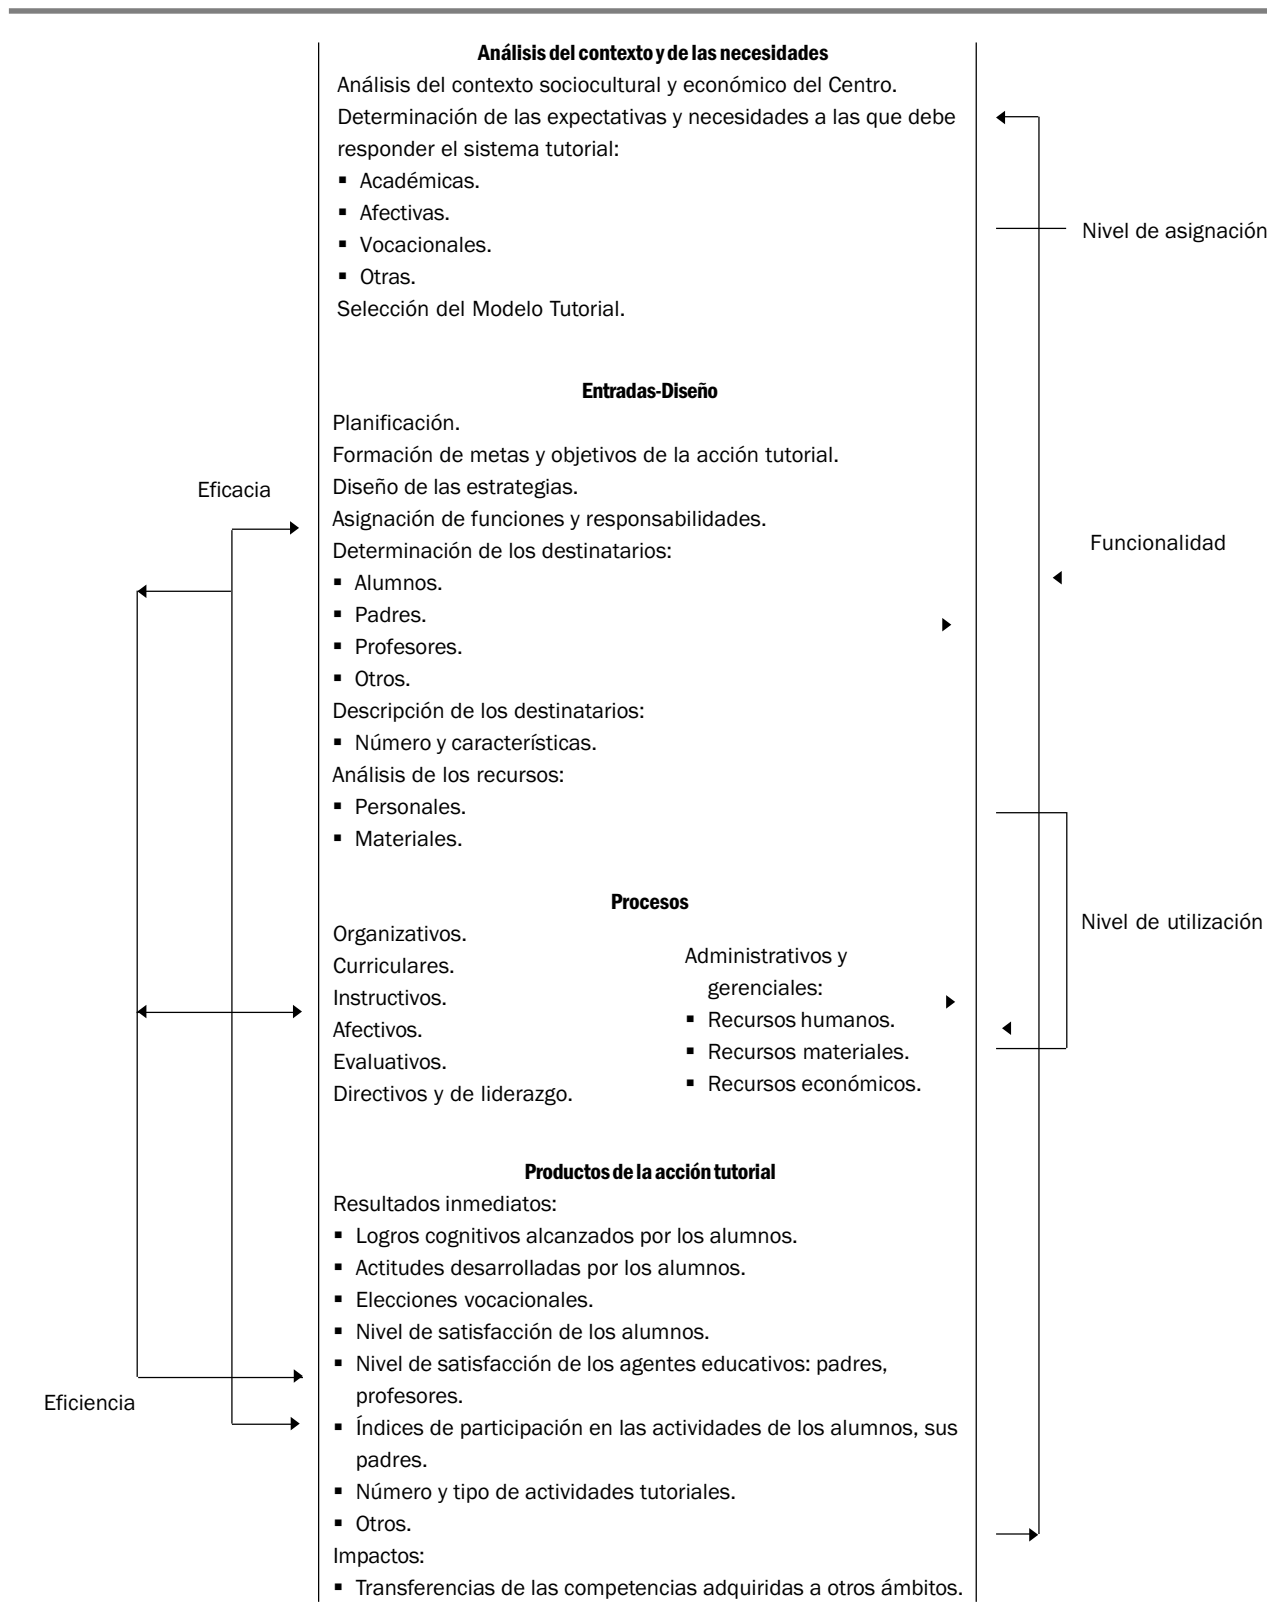 Análisis del contexto y de las necesidades
Análisis del contexto sociocultural y económico del Centro.
Determinación de las expectativas y necesidades a las que debe
responder el sistema tutorial:
▪ Académicas.
▪ Afectivas.
▪ Vocacionales.
▪ Otras.
Selección del Modelo Tutorial.
Nivel de asignación
Entradas-Diseño
Planificación.
Formación de metas y objetivos de la acción tutorial.
Diseño de las estrategias.
Asignación de funciones y responsabilidades.
Determinación de los destinatarios:
▪ Alumnos.
▪ Padres.
▪ Profesores.
▪ Otros.
Descripción de los destinatarios:
▪ Número y características.
Análisis de los recursos:
▪ Personales.
▪ Materiales.
Eficacia
Funcionalidad
Procesos
Organizativos.
Curriculares.
Instructivos.
Afectivos.
Evaluativos.
Directivos y de liderazgo.
Administrativos y
gerenciales:
▪ Recursos humanos.
▪ Recursos materiales.
▪ Recursos económicos.
Nivel de utilización
Productos de la acción tutorial
Resultados inmediatos:
▪ Logros cognitivos alcanzados por los alumnos.
▪ Actitudes desarrolladas por los alumnos.
▪ Elecciones vocacionales.
▪ Nivel de satisfacción de los alumnos.
▪ Nivel de satisfacción de los agentes educativos: padres,
profesores.
▪ Índices de participación en las actividades de los alumnos, sus
padres.
▪ Número y tipo de actividades tutoriales.
▪ Otros.
Impactos:
▪ Transferencias de las competencias adquiridas a otros ámbitos.
Eficiencia